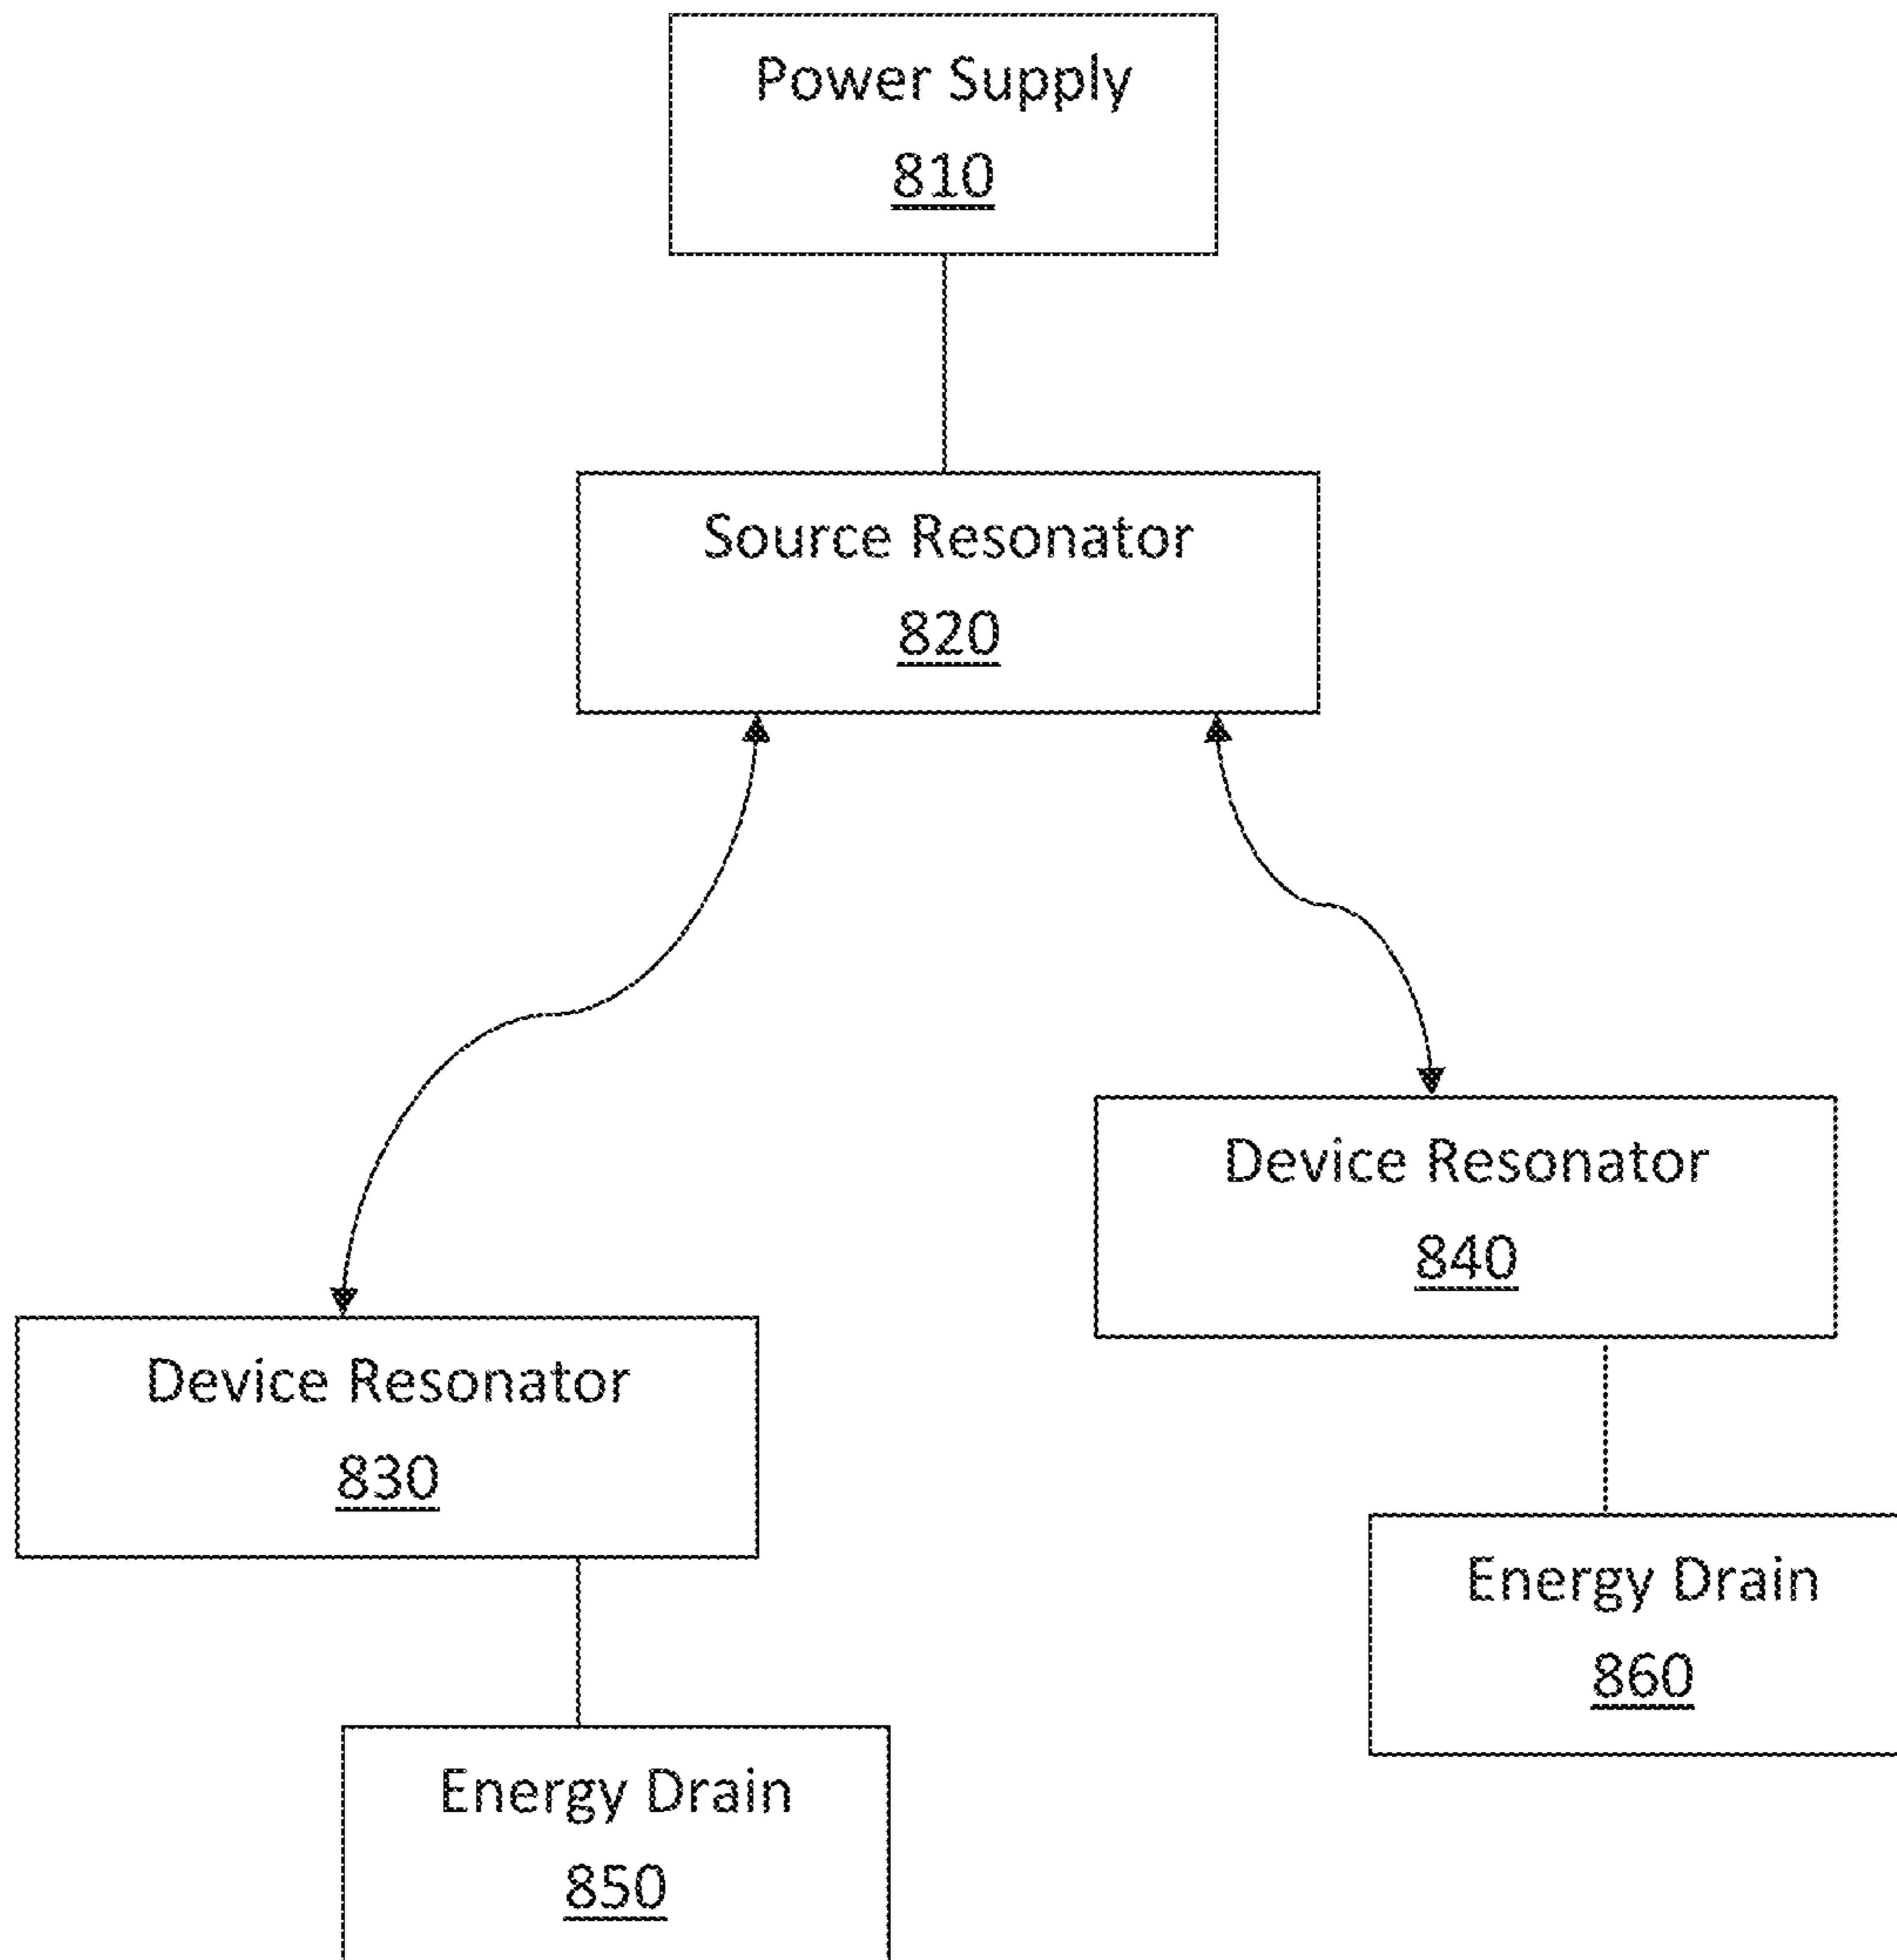 Power Supply
810
Source Resonator
820
Device Resonator
840
Device Resonator
830
Energy Drain
860
Energy Drain
850